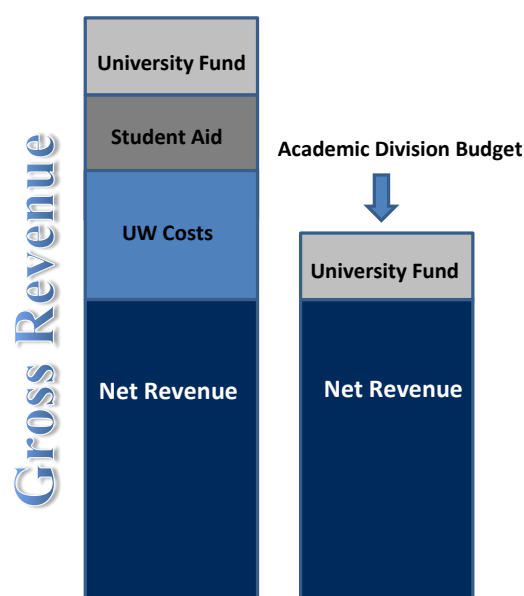 Gross Revenue
University Fund
Student Aid
UW Costs
Net Revenue
Academic Division Budget
University Fund
Net Revenue